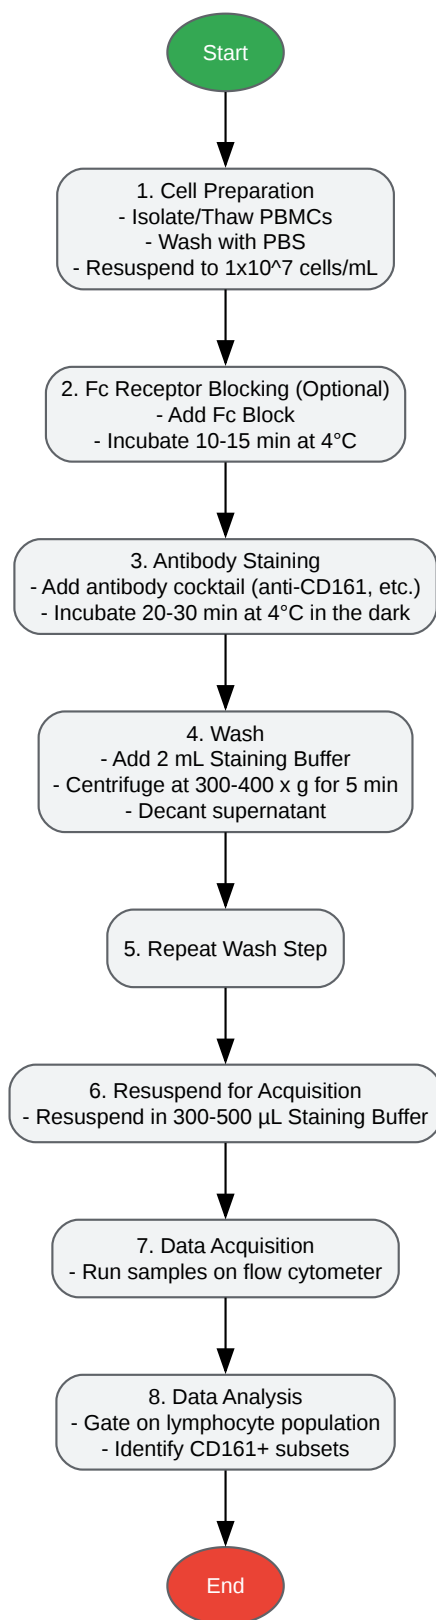 Start
1. Cell Preparation
- Isolate/Thaw PBMCs
- Wash with PBS
- Resuspend to 1x10^7 cells/mL
2. Fc Receptor Blocking (Optional)
- Add Fc Block
- Incubate 10-15 min at 4°C
3. Antibody Staining
- Add antibody cocktail (anti-CD161, etc.)
- Incubate 20-30 min at 4°C in the dark
4. Wash
- Add 2 mL Staining Buffer
- Centrifuge at 300-400 x g for 5 min
- Decant supernatant
5. Repeat Wash Step
6. Resuspend for Acquisition
- Resuspend in 300-500 µL Staining Buffer
7. Data Acquisition
- Run samples on flow cytometer
8. Data Analysis
- Gate on lymphocyte population
- Identify CD161+ subsets
End